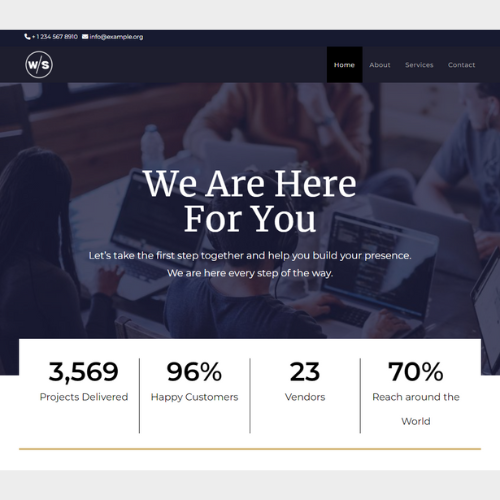 + 1 234 567 8910 info@example.org
W/S
Home About Services Contact
We Are Here
For You
Let's take the first step together and help you build your presence.
We are here every step of the way.
3,569 96% 23 70%
Projects Delivered Happy Customers Vendors Reach around the
World